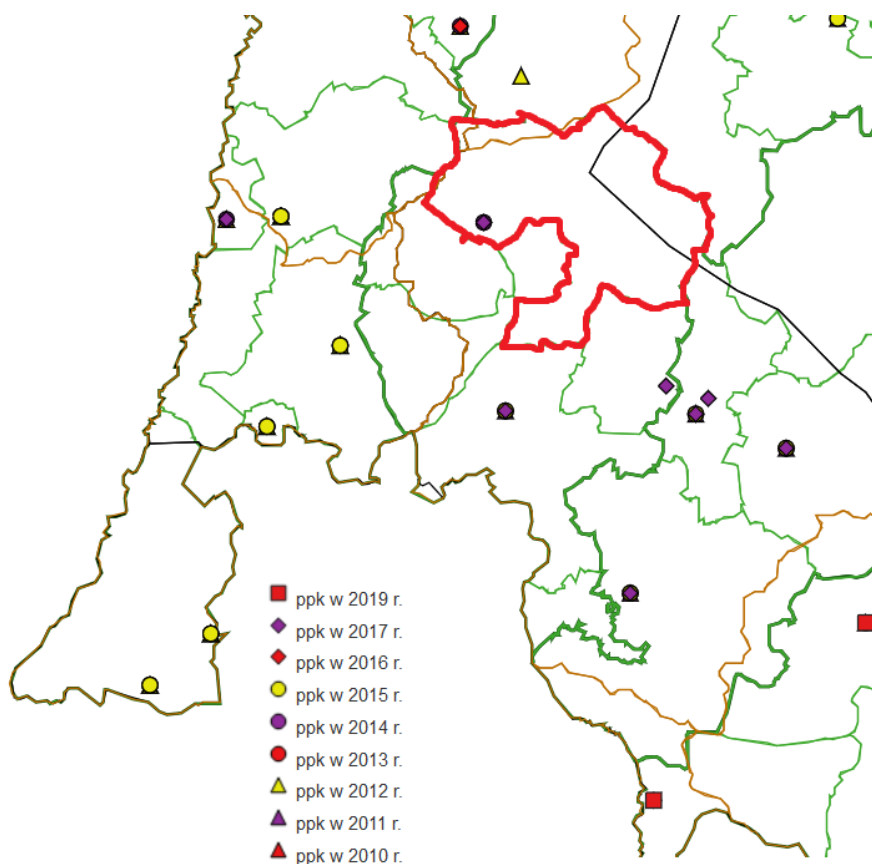 ppk w 2019 r.
ppk w 2017 r.
ppk w 2016 r.
ppk w 2015 r.
ppk w 2014 r.
ppk w 2013 r.
ppk w 2012 r.
ppk w 2011 r.
ppk w 2010 r.